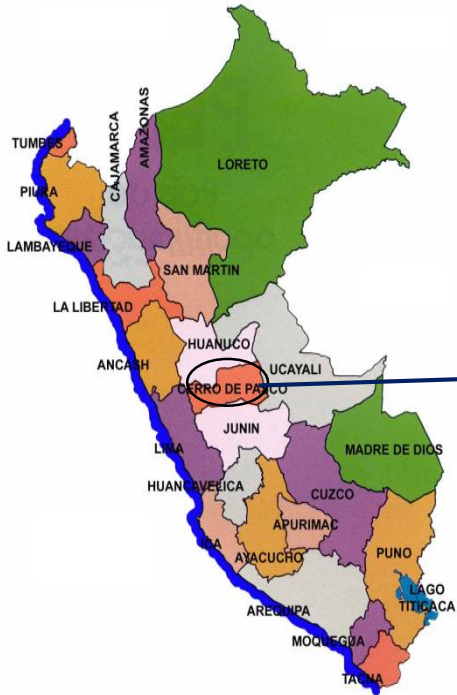 TUMBES
PIURA
CAJAMARCA
AMAZONAS
LORETO
LAMBAYEQUE
SAN MARTIN
LA LIBERTAD
HUANUCO
ANCASH
UCAYALI
CERRO DE PASCO
JUNIN
LIMA
MADRE DE DIOS
HUANCAVELICA
CUZCO
APURIMAC
ICA
AYACUCHO
PUNO
LAGO
TITICACA
AREQUIPA
MOQUEGUA
TACNA